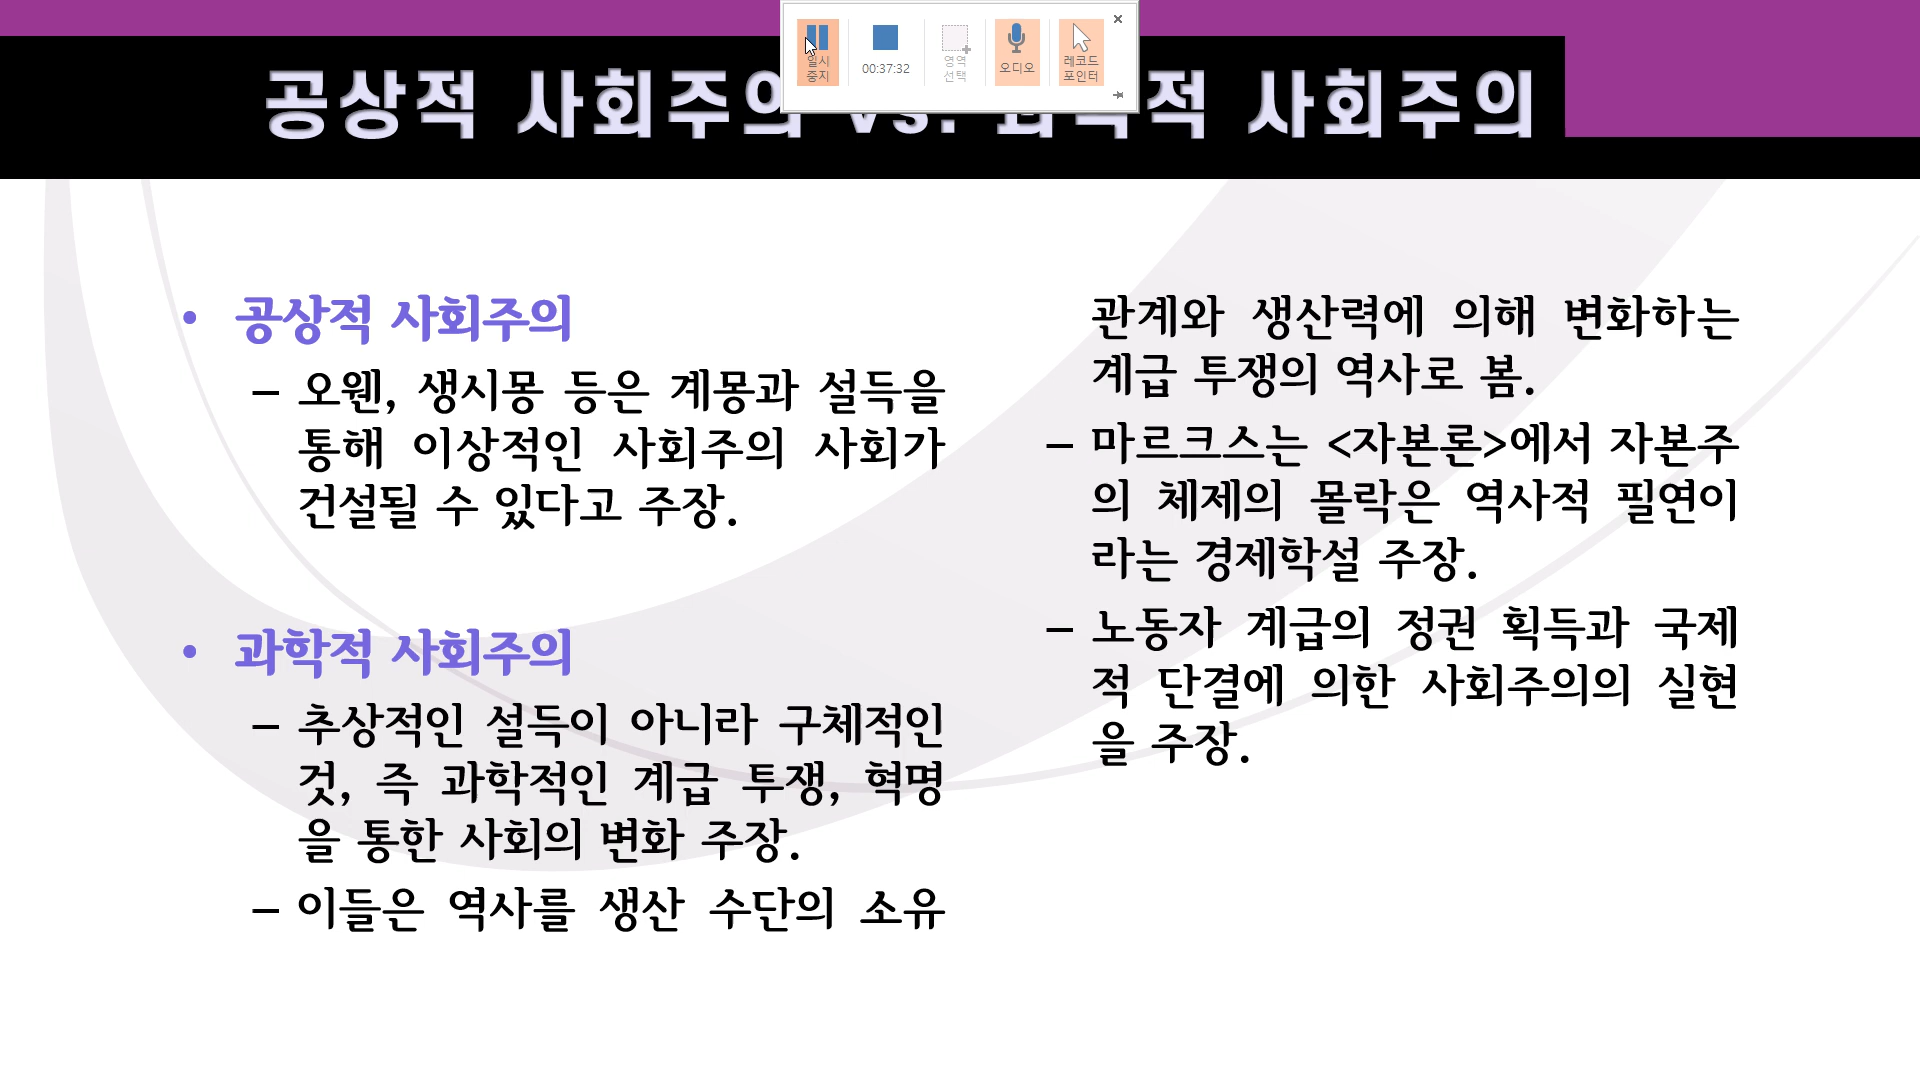 공상적 사회주의 vs. 과학적 사회주의
일시
중지
00:37:32
영역
선택
오디오
레코드
포인터
• 공상적 사회주의
– 오웬, 생시몽 등은 계몽과 설득을
통해 이상적인 사회주의 사회가
건설될 수 있다고 주장.
• 과학적 사회주의
– 추상적인 설득이 아니라 구체적인
것, 즉 과학적인 계급 투쟁, 혁명
을 통한 사회의 변화 주장.
– 이들은 역사를 생산 수단의 소유
관계와 생산력에 의해 변화하는
계급 투쟁의 역사로 봄.
– 마르크스는 <자본론>에서 자본주
의 체제의 몰락은 역사적 필연이
라는 경제학설 주장.
– 노동자 계급의 정권 획득과 국제
적 단결에 의한 사회주의의 실현
을 주장.